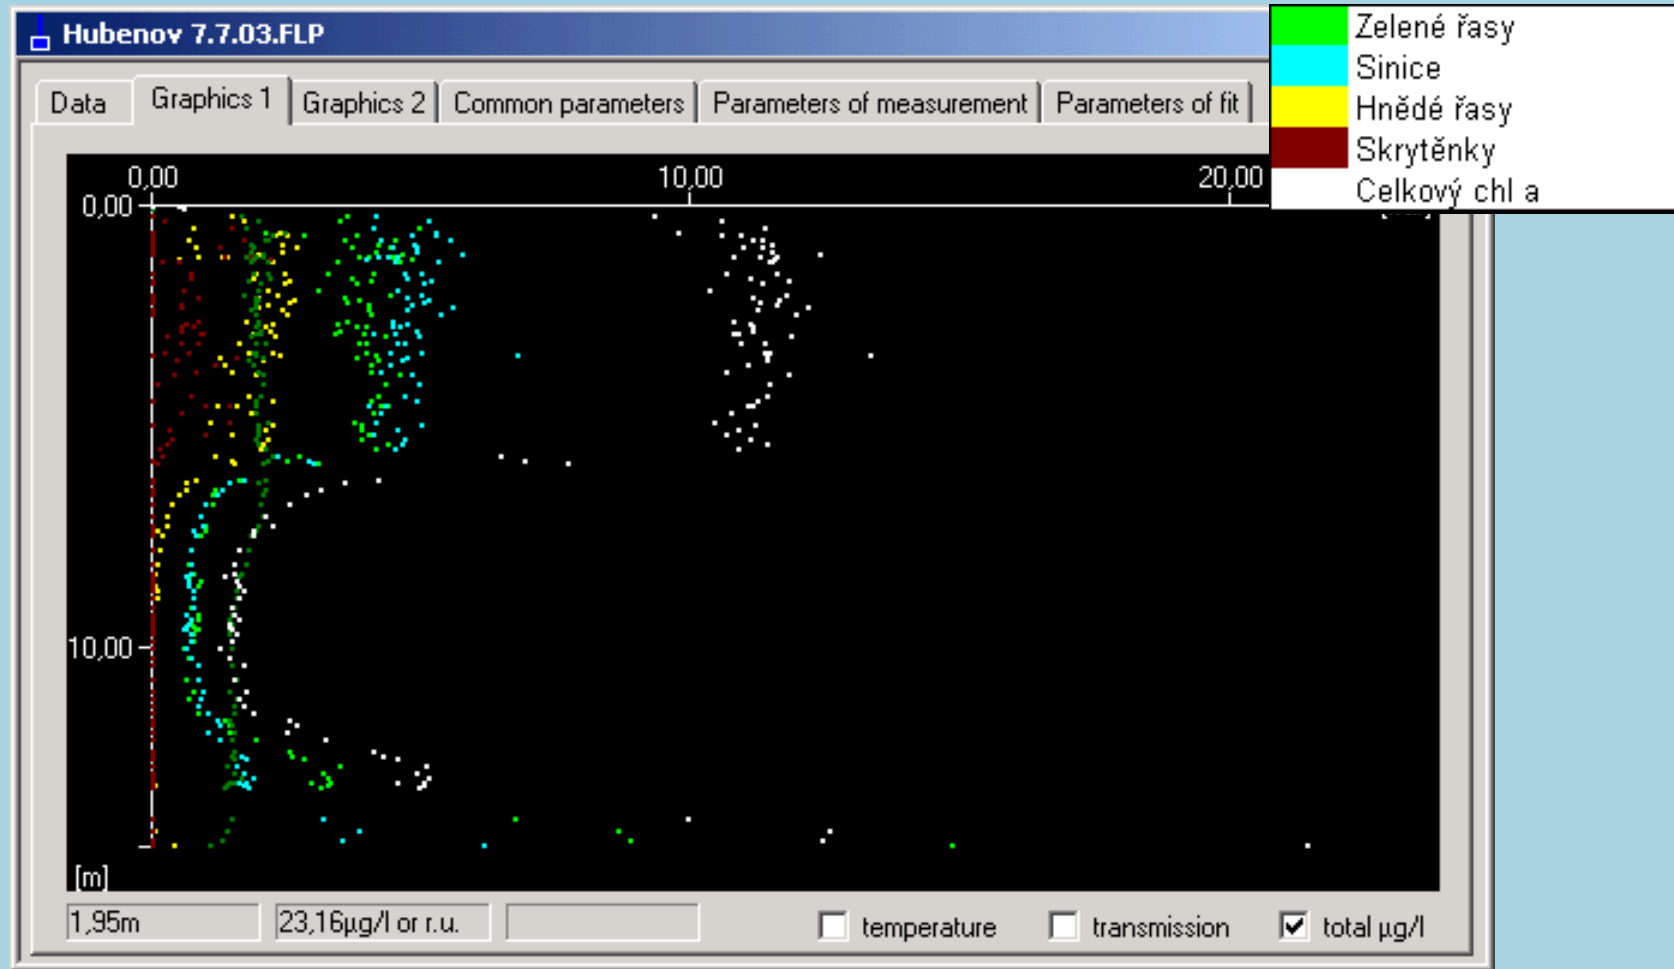 Hubenov 7.7.03.FLP
Zelené řasy
Sinice
Hnědé řasy
Skrytěnky
Celkový chl a
Data Graphics 1 Graphics 2 Common parameters Parameters of measurement Parameters of fit
0,00 10,00 20,00
0,00
10,00
[m]
1,95m 23,16µg/l or r.u.
temperature transmission total µg/l